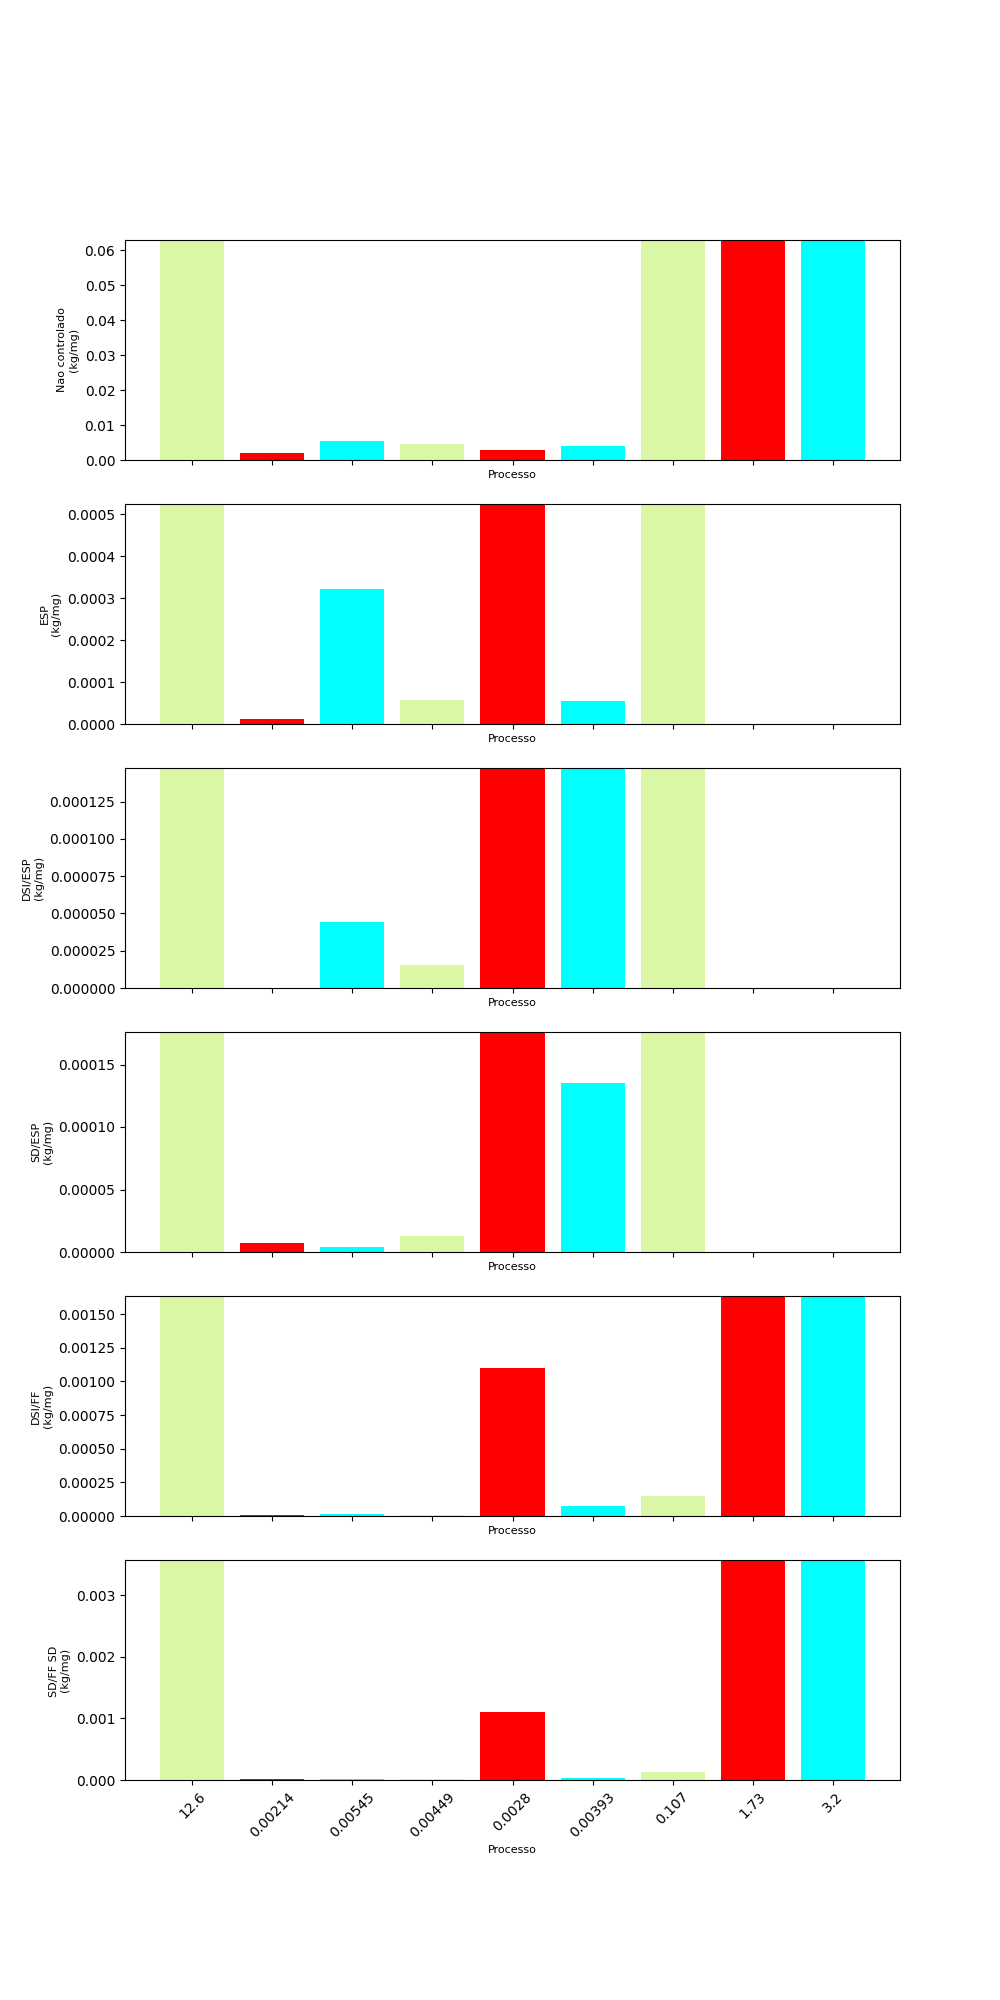 0.06
0.05
0.04
0.03
0.02
0.01
0.00
Nao controlado
(kg/mg)
Processo
0.0005
0.0004
0.0003
0.0002
0.0001
0.0000
ESP
(kg/mg)
Processo
0.000125
0.000100
0.000075
0.000050
0.000025
0.000000
DSI/ESP
(kg/mg)
Processo
0.00015
0.00010
0.00005
0.00000
SD/ESP
(kg/mg)
Processo
0.00150
0.00125
0.00100
0.00075
0.00050
0.00025
0.00000
DSI/FF
(kg/mg)
Processo
0.003
0.002
0.001
0.000
SD/FF SD
(kg/mg)
12.6
0.00214
0.00545
0.00449
0.0028
0.00393
0.107
1.73
3.2
Processo